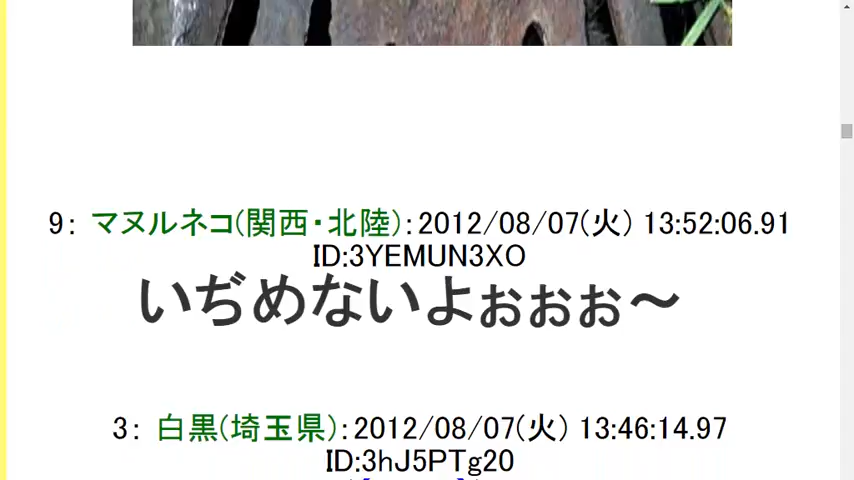 9： マヌルネコ(関西・北陸)：2012/08/07(火) 13:52:06.91
ID:3YEMUN3XO
いぢめないよぉぉぉ～
3： 白黒(埼玉県)：2012/08/07(火) 13:46:14.97
ID:3hJ5PTg20